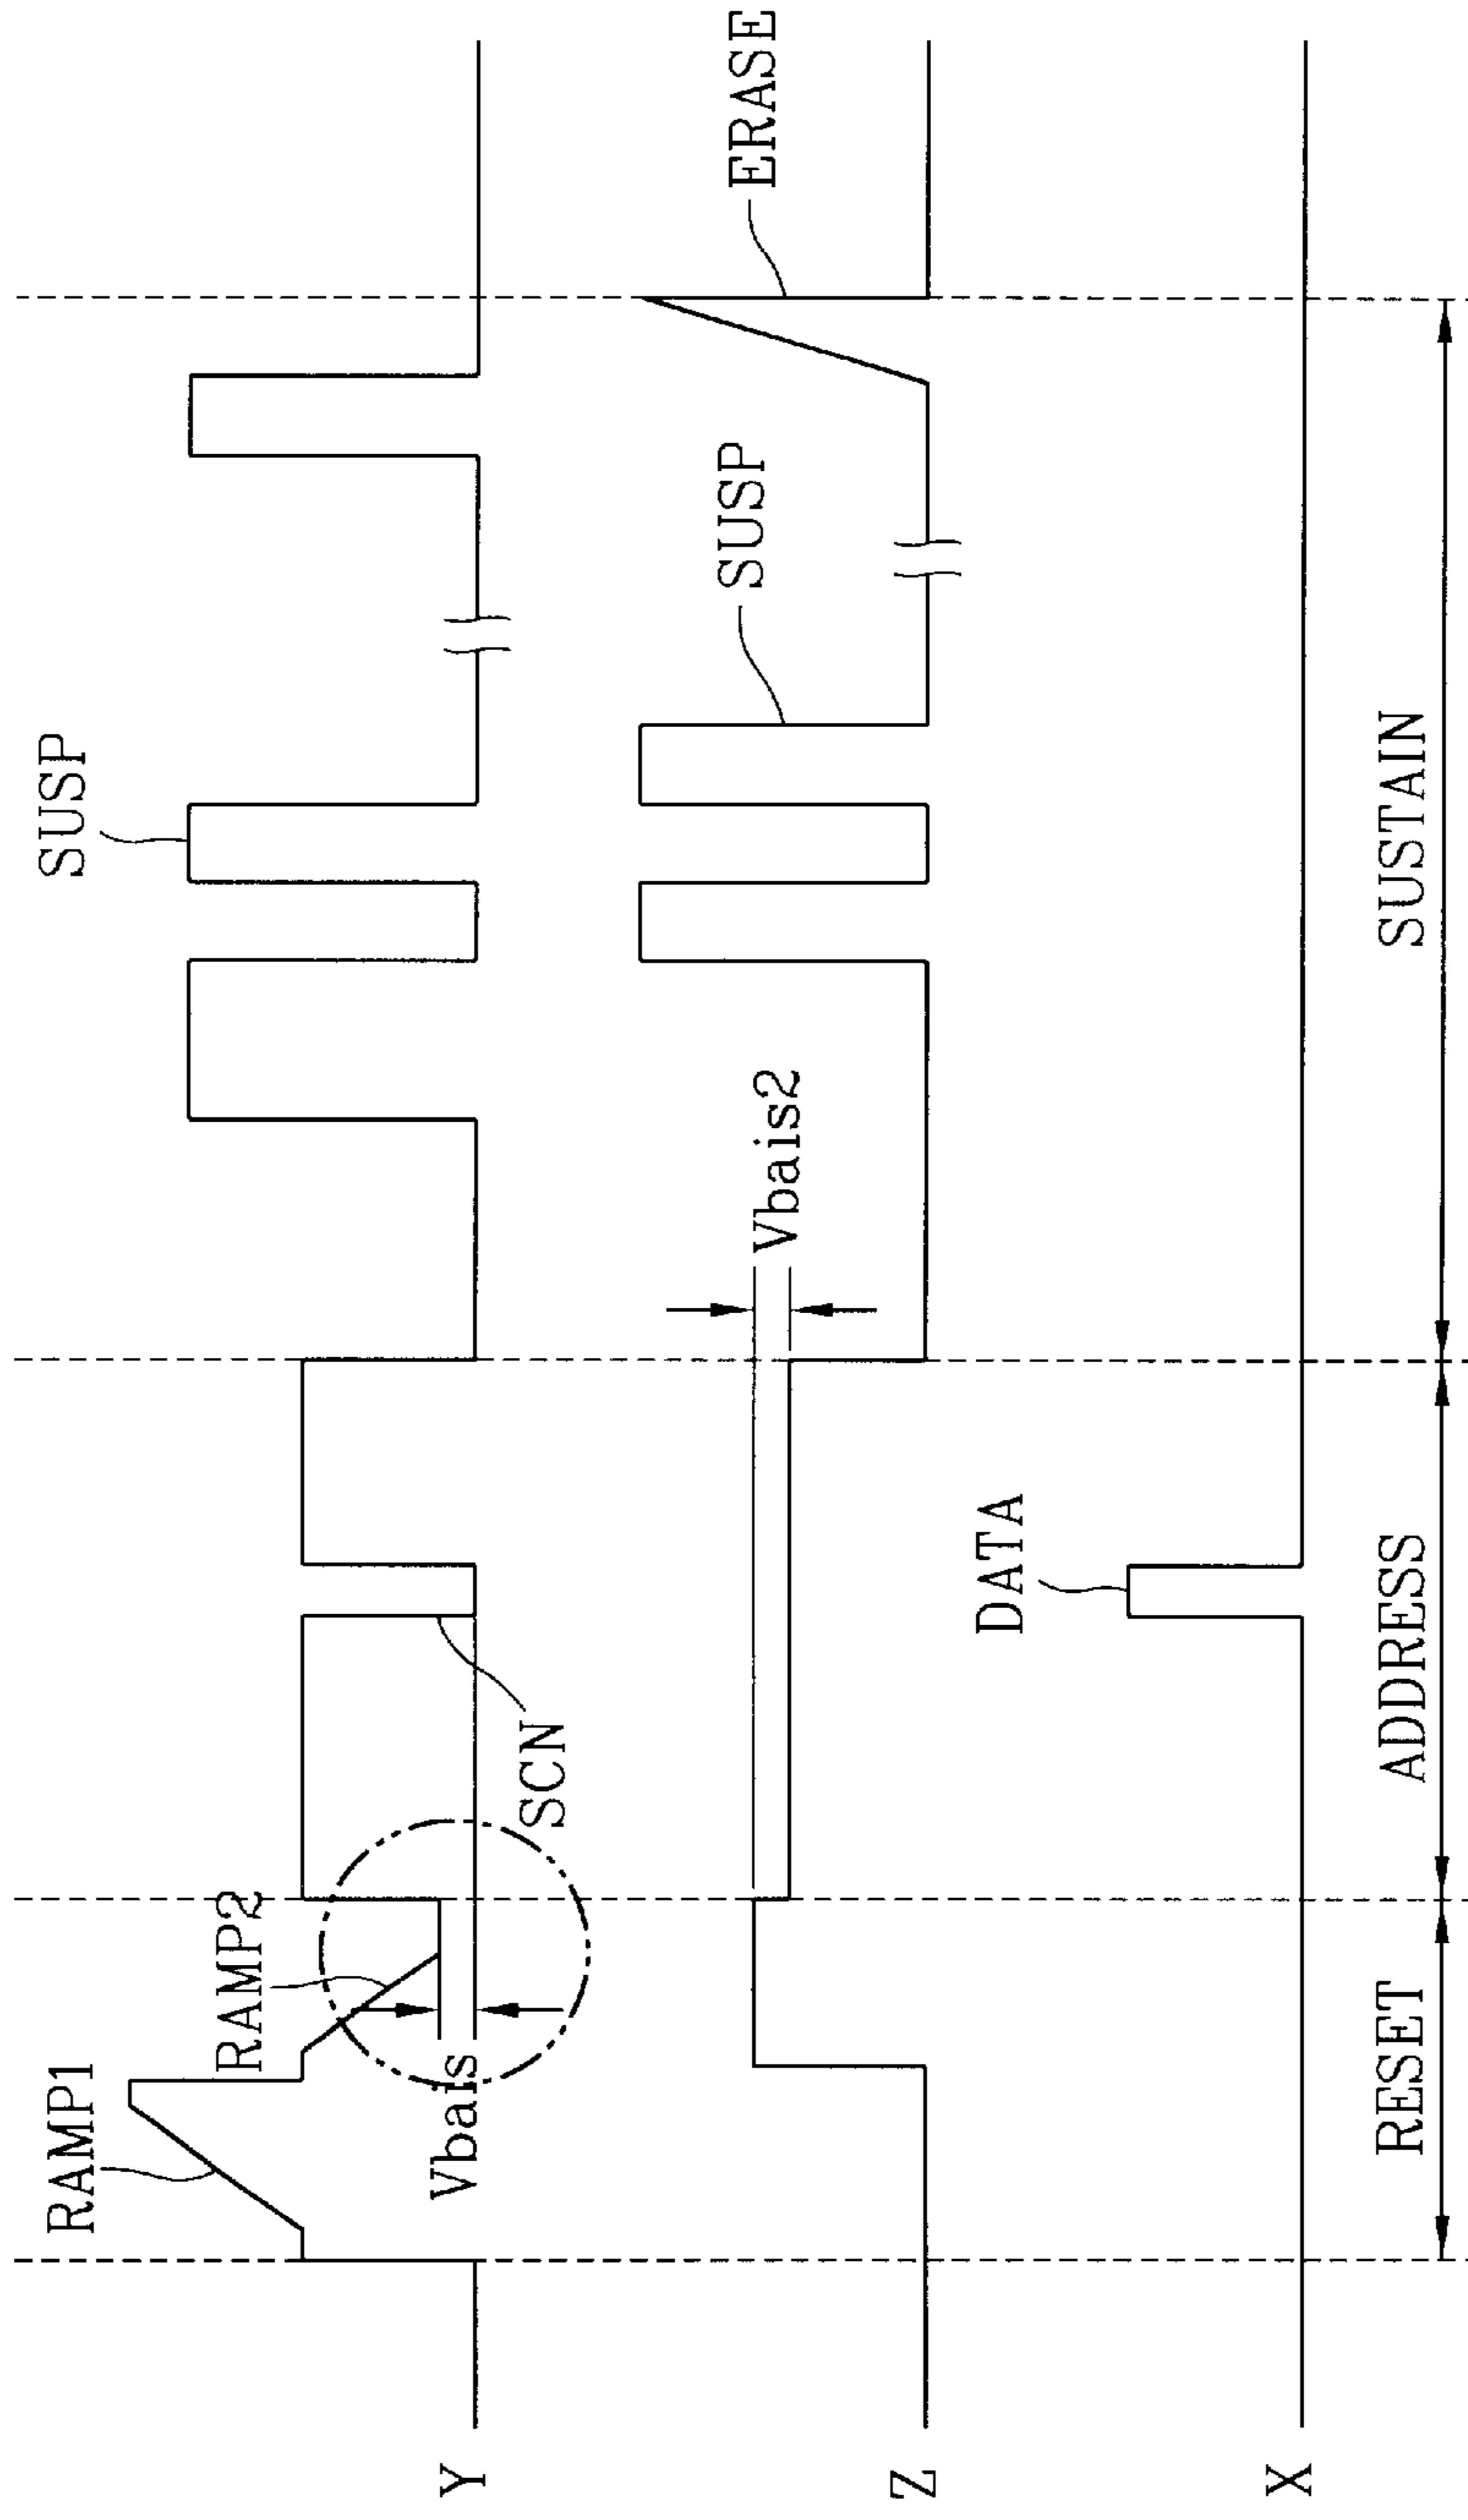 RAMP1
RAMP2
SUSP
Vbais
SCN
Y
Vbais2
SUSP
ERASE
Z
DATA
X
RESET
ADDRESS
SUSTAIN